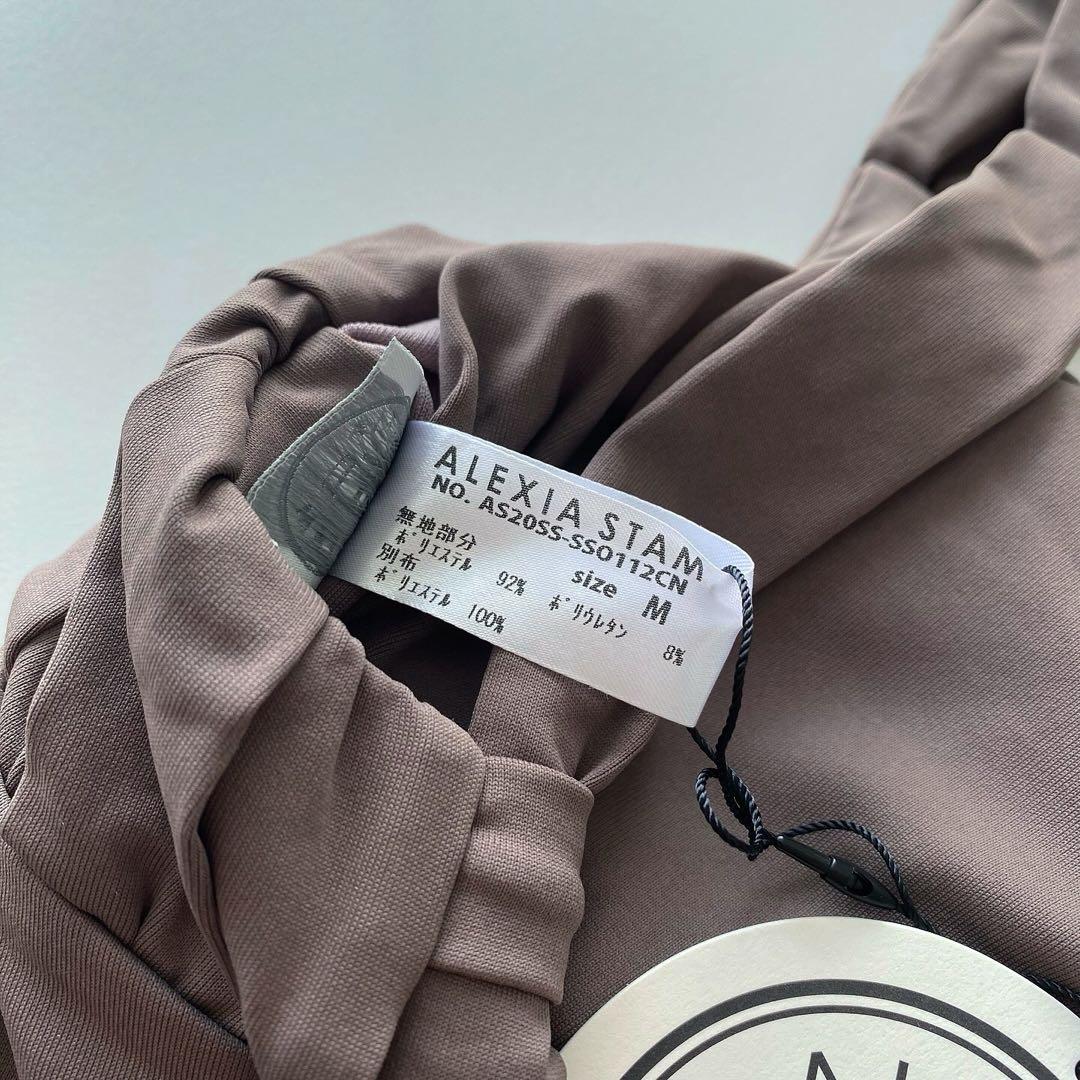 ALEXIA STAM
NO. AS20SS-SSO112CN
size M
無地部分
ポリエステル 92% ポリウレタン 8%
別布
ポリエステル 100%
N